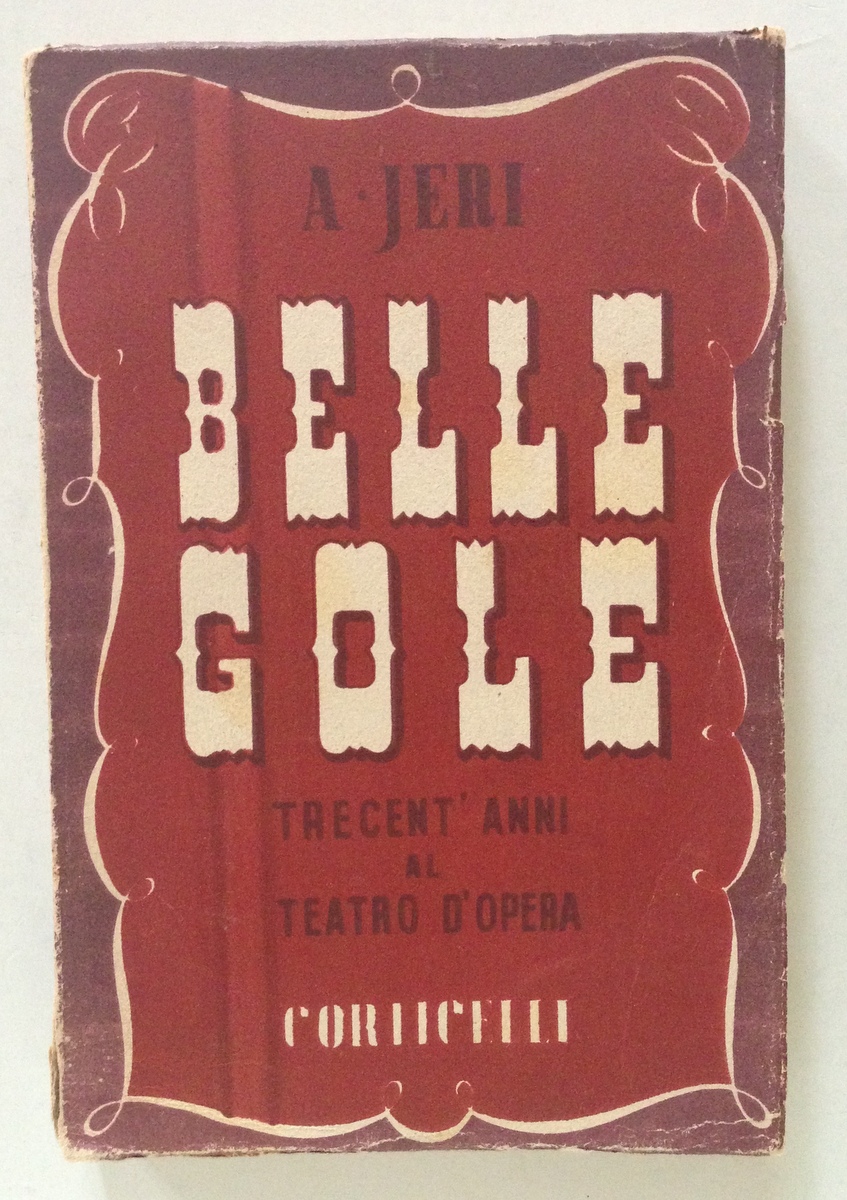 A · JERI
BELLE
GOLE
TRECENT' ANNI
AL
TEATRO D'OPERA
CORTICELLI